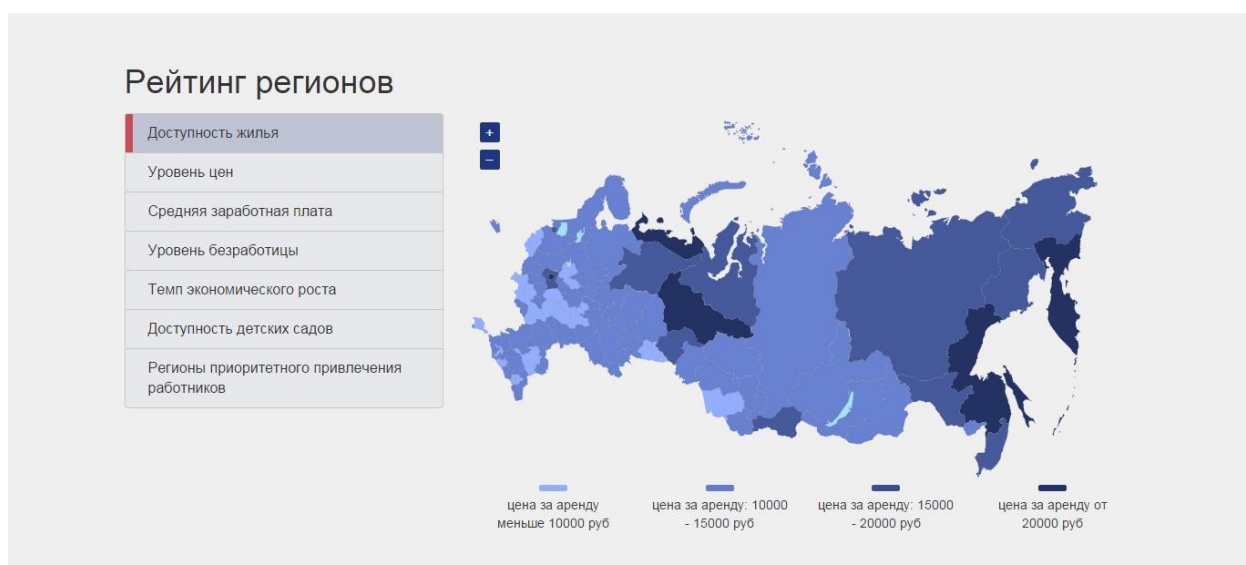 Рейтинг регионов
Доступность жилья
Уровень цен
Средняя заработная плата
Уровень безработицы
Темп экономического роста
Доступность детских садов
Регионы приоритетного привлечения
работников
+
–
цена за аренду
меньше 10000 руб
цена за аренду: 10000
- 15000 руб
цена за аренду: 15000
- 20000 руб
цена за аренду от
20000 руб